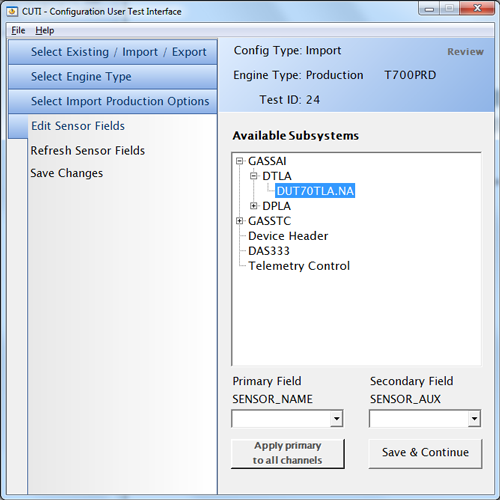 CUTI - Configuration User Test Interface
File Help
Select Existing / Import / Export
Select Engine Type
Select Import Production Options
Edit Sensor Fields
Refresh Sensor Fields
Save Changes
Config Type: Import
Review
Engine Type: Production T700PRD
Test ID: 24
Available Subsystems
GASSAI
DTLA
DUT70TLA.NA
DPLA
GASSTC
Device Header
DAS333
Telemetry Control
Primary Field Secondary Field
SENSOR_NAME SENSOR_AUX
Apply primary
to all channels
Save & Continue